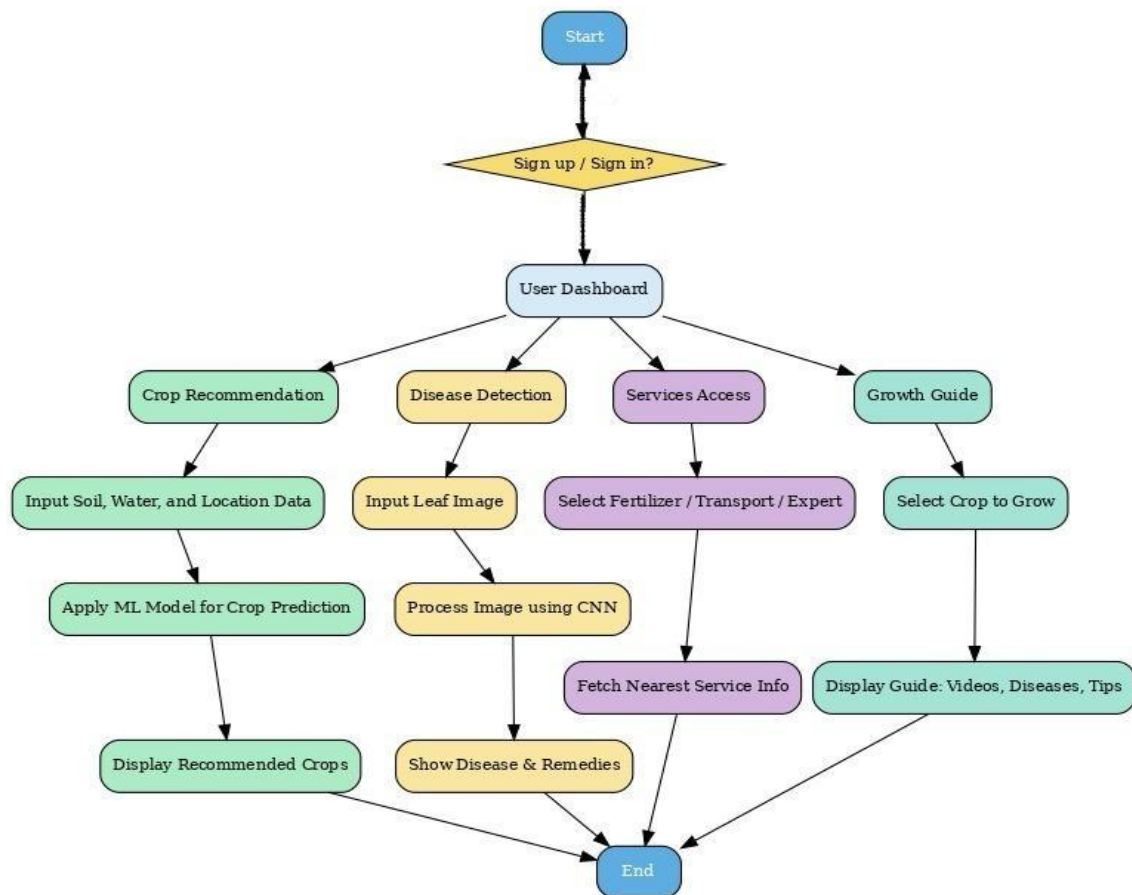 Start
Sign up / Sign in?
User Dashboard
Crop Recommendation
Disease Detection
Services Access
Growth Guide
Input Soil, Water, and Location Data
Input Leaf Image
Select Fertilizer / Transport / Expert
Select Crop to Grow
Apply ML Model for Crop Prediction
Process Image using CNN
Fetch Nearest Service Info
Display Guide: Videos, Diseases, Tips
Display Recommended Crops
Show Disease & Remedies
End